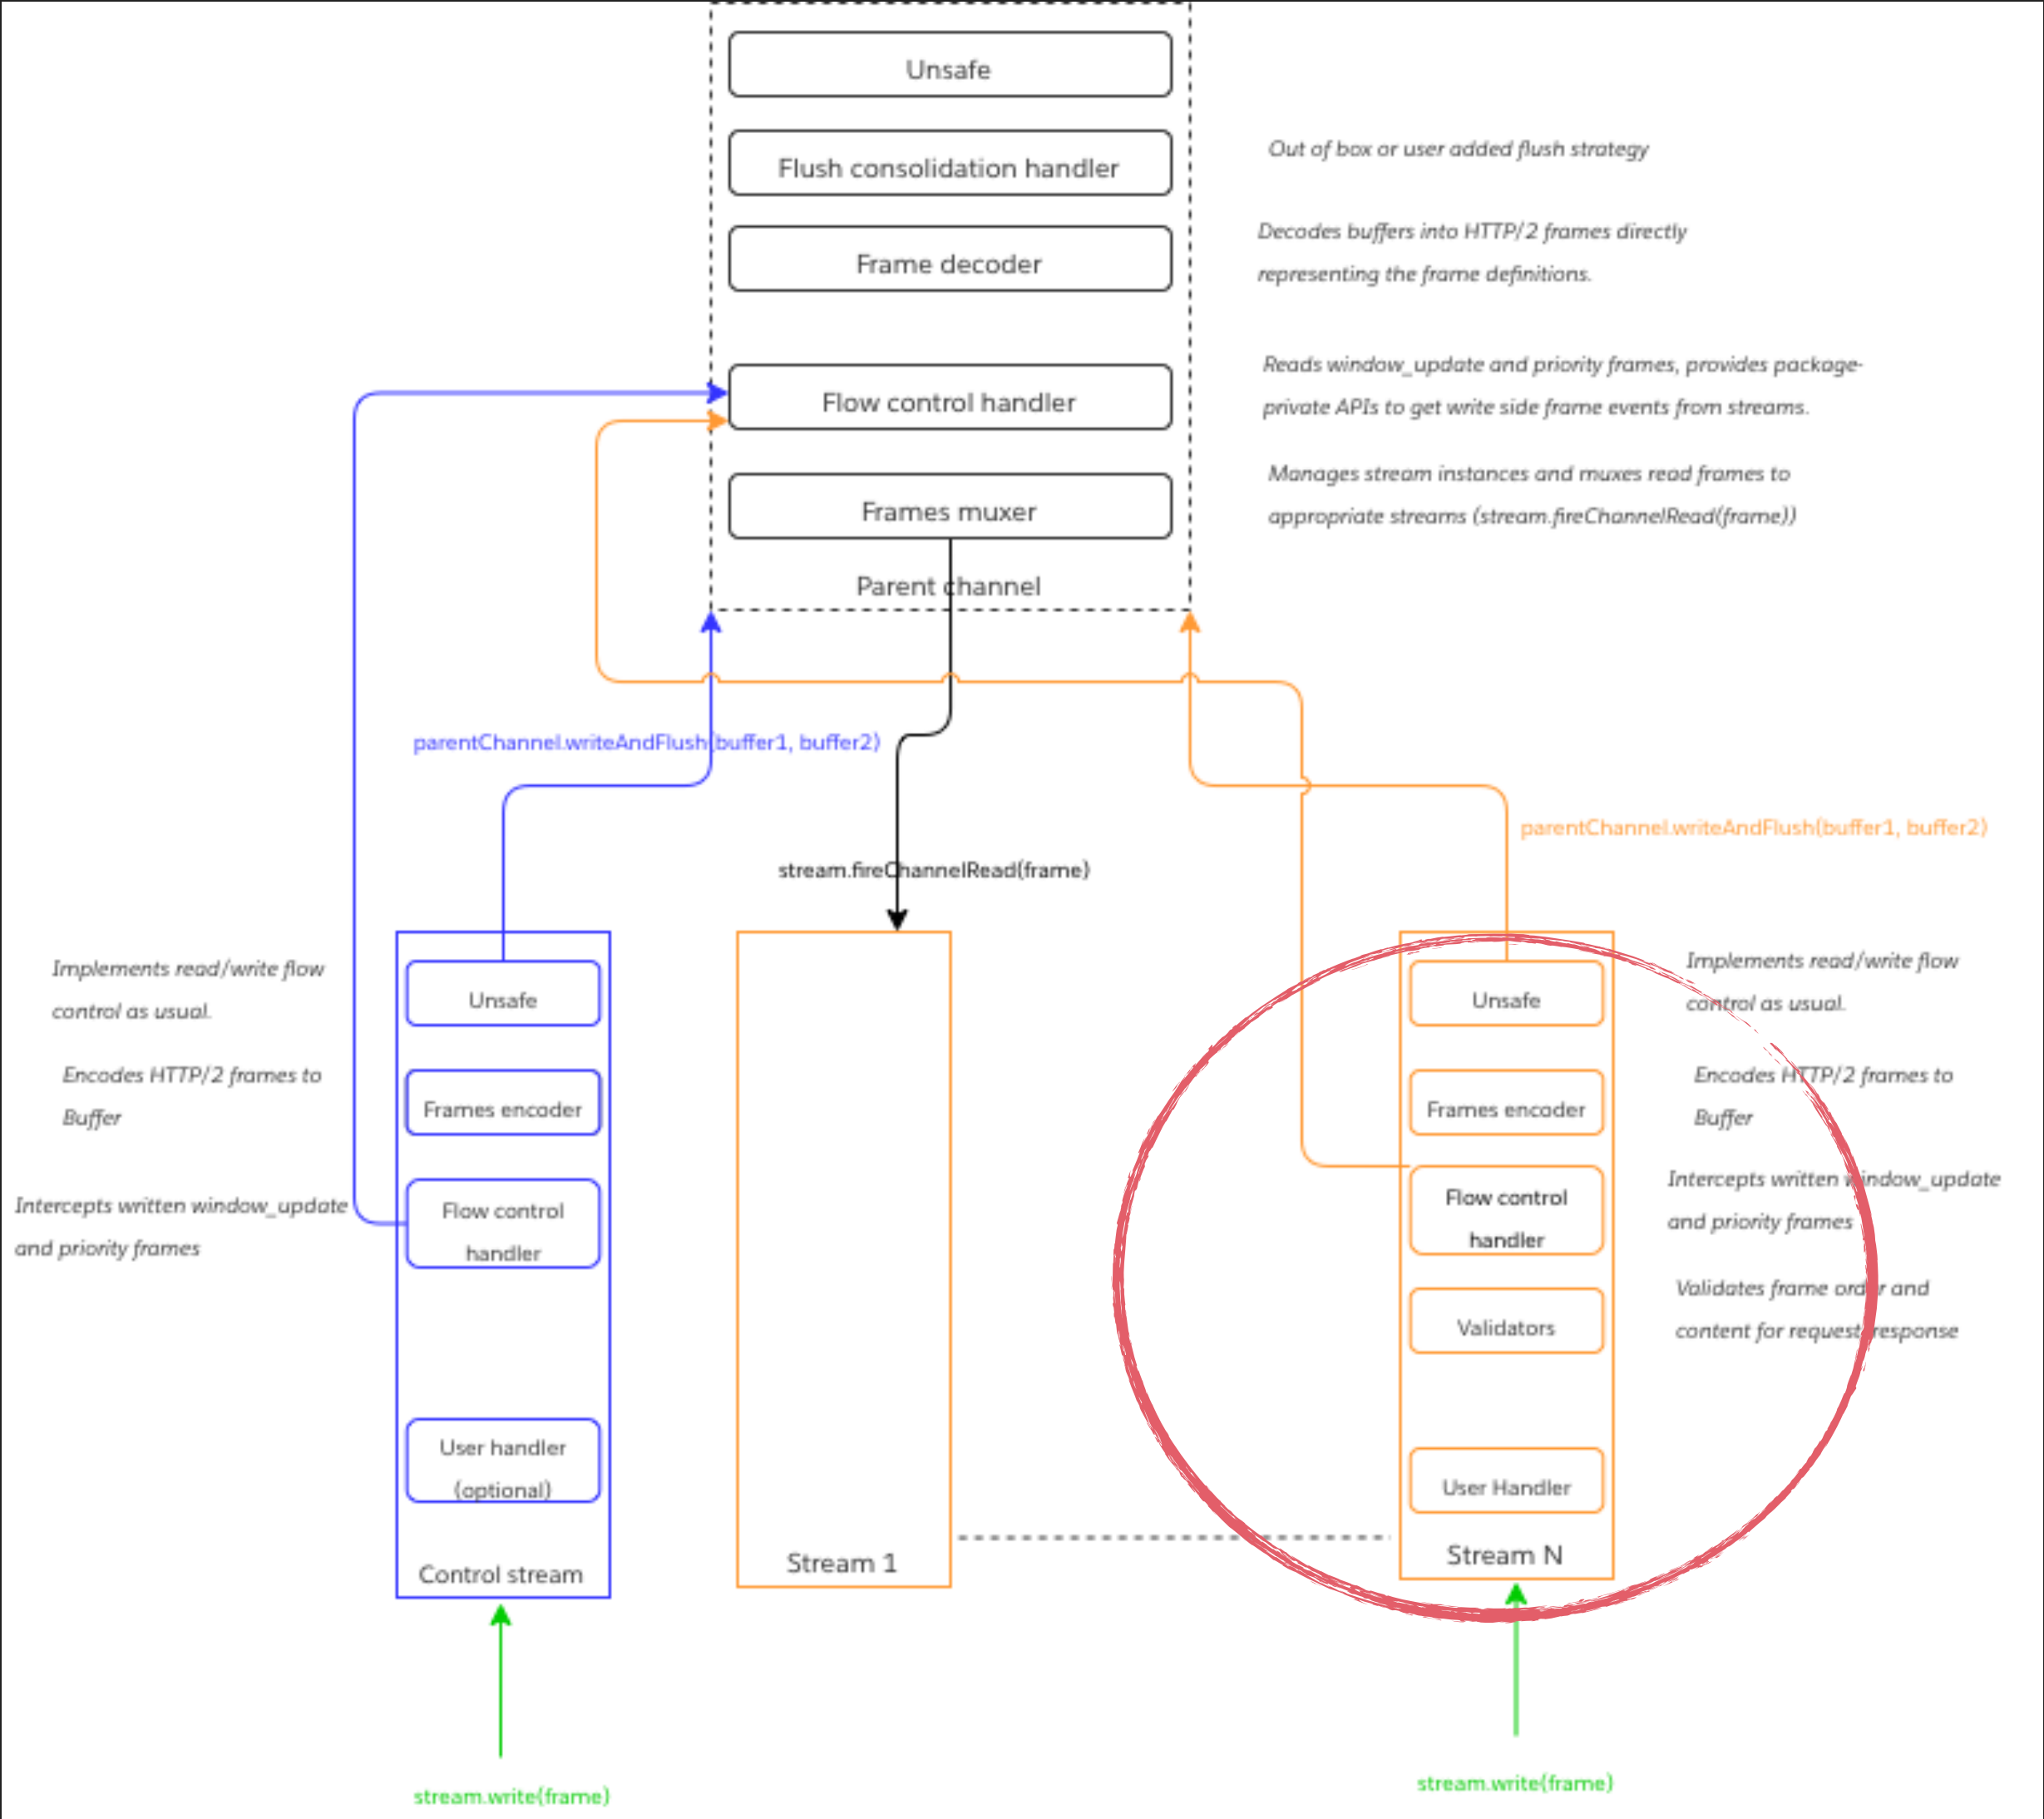 Unsafe
Flush consolidation handler
Out of box or user added flush strategy
Frame decoder
Decodes buffers into HTTP/2 frames directly
representing the frame definitions.
Flow control handler
Reads window_update and priority frames, provides package-
private APIs to get write side frame events from streams.
Frames muxer
Manages stream instances and muxes read frames to
appropriate streams (stream.fireChannelRead(frame))
Parent channel
parentChannel.writeAndFlush(buffer1, buffer2)
parentChannel.writeAndFlush(buffer1, buffer2)
stream.fireChannelRead(frame)
Implements read/write flow
control as usual.
Encodes HTTP/2 frames to
Buffer
Intercepts written window_update
and priority frames
Unsafe
Frames encoder
Flow control
handler
User handler
(optional)
Control stream
stream.write(frame)
Stream 1
Unsafe
Frames encoder
Flow control
handler
Validators
User Handler
Stream N
stream.write(frame)
Implements read/write flow
control as usual.
Encodes HTTP/2 frames to
Buffer
Intercepts written window_update
and priority frames
Validates frame order and
content for request/response